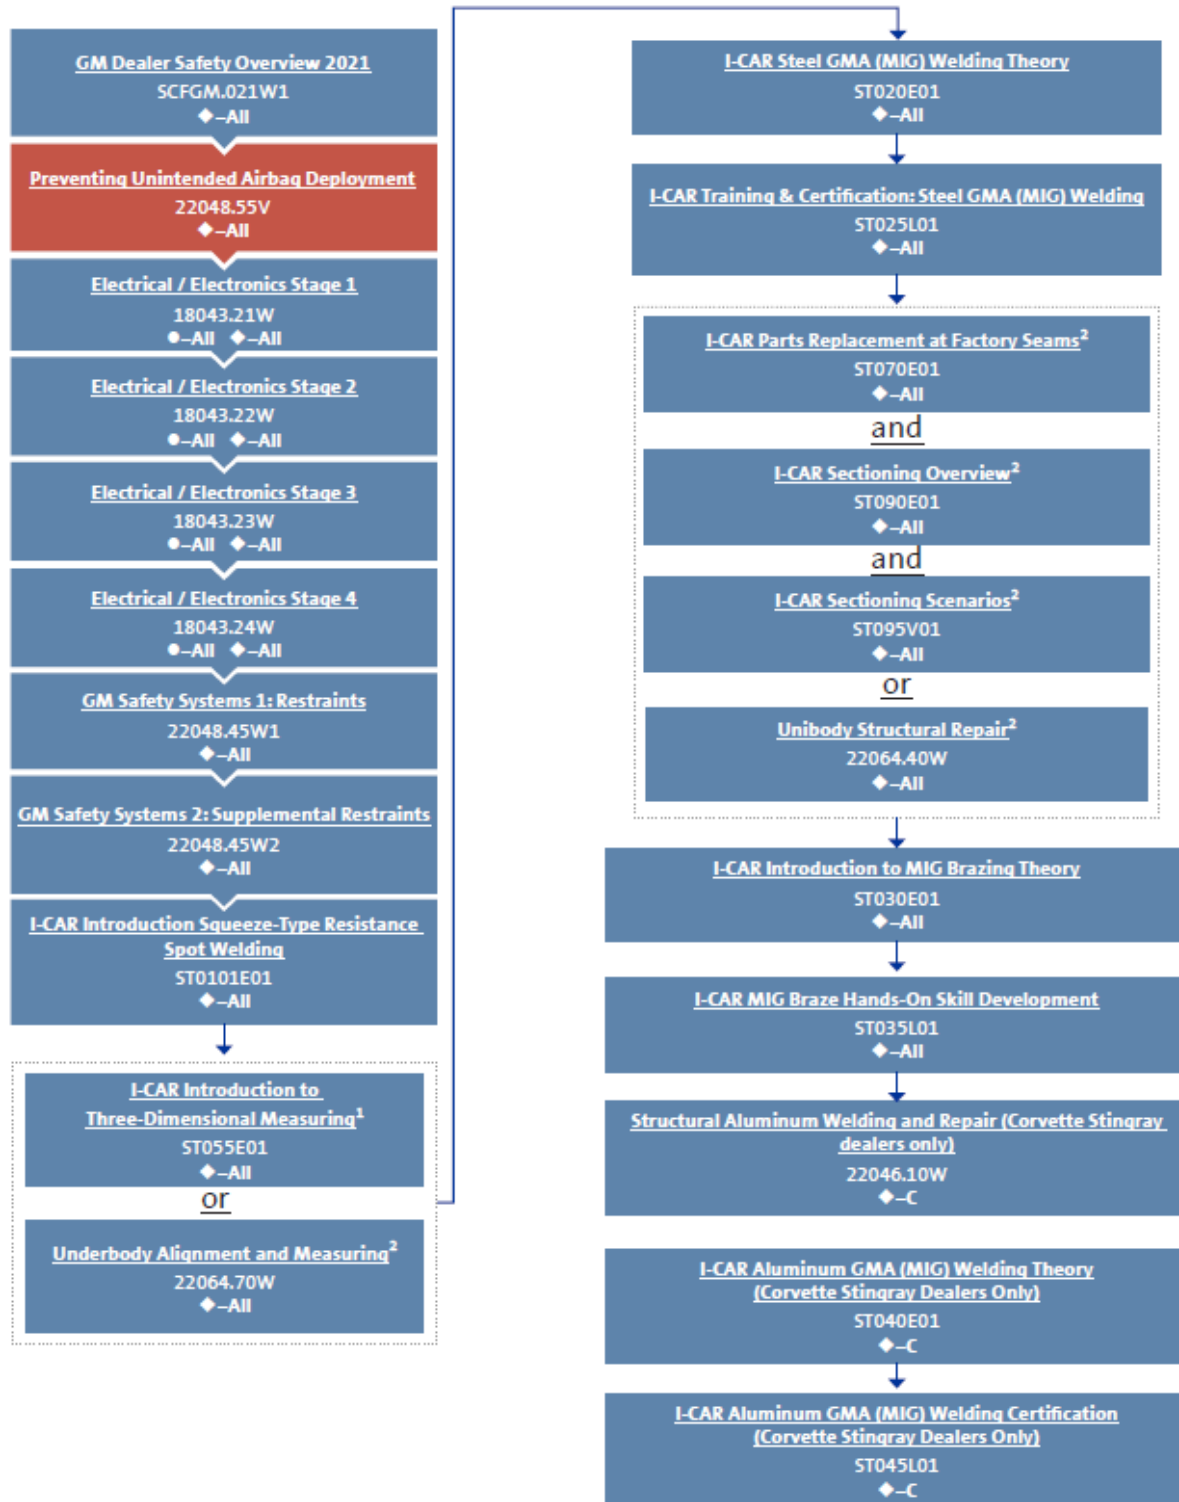 GM Dealer Safety Overview 2021
SCFGM.021W1
◆–All
Preventing Unintended Airbag Deployment
22048.55V
◆–All
Electrical / Electronics Stage 1
18043.21W
●–All ◆–All
Electrical / Electronics Stage 2
18043.22W
●–All ◆–All
Electrical / Electronics Stage 3
18043.23W
●–All ◆–All
Electrical / Electronics Stage 4
18043.24W
●–All ◆–All
GM Safety Systems 1: Restraints
22048.45W1
◆–All
GM Safety Systems 2: Supplemental Restraints
22048.45W2
◆–All
I-CAR Introduction Squeeze-Type Resistance
Spot Welding
ST0101E01
◆–All
I-CAR Introduction to
Three-Dimensional Measuring¹
ST055E01
◆–All
or
Underbody Alignment and Measuring²
22064.70W
◆–All
I-CAR Steel GMA (MIG) Welding Theory
ST020E01
◆–All
I-CAR Training & Certification: Steel GMA (MIG) Welding
ST025L01
◆–All
I-CAR Parts Replacement at Factory Seams²
ST070E01
◆–All
and
I-CAR Sectioning Overview²
ST090E01
◆–All
and
I-CAR Sectioning Scenarios²
ST095V01
◆–All
or
Unibody Structural Repair²
22064.40W
◆–All
I-CAR Introduction to MIG Brazing Theory
ST030E01
◆–All
I-CAR MIG Braze Hands-On Skill Development
ST035L01
◆–All
Structural Aluminum Welding and Repair (Corvette Stingray
dealers only)
22046.10W
◆–C
I-CAR Aluminum GMA (MIG) Welding Theory
(Corvette Stingray Dealers Only)
ST040E01
◆–C
I-CAR Aluminum GMA (MIG) Welding Certification
(Corvette Stingray Dealers Only)
ST045L01
◆–C